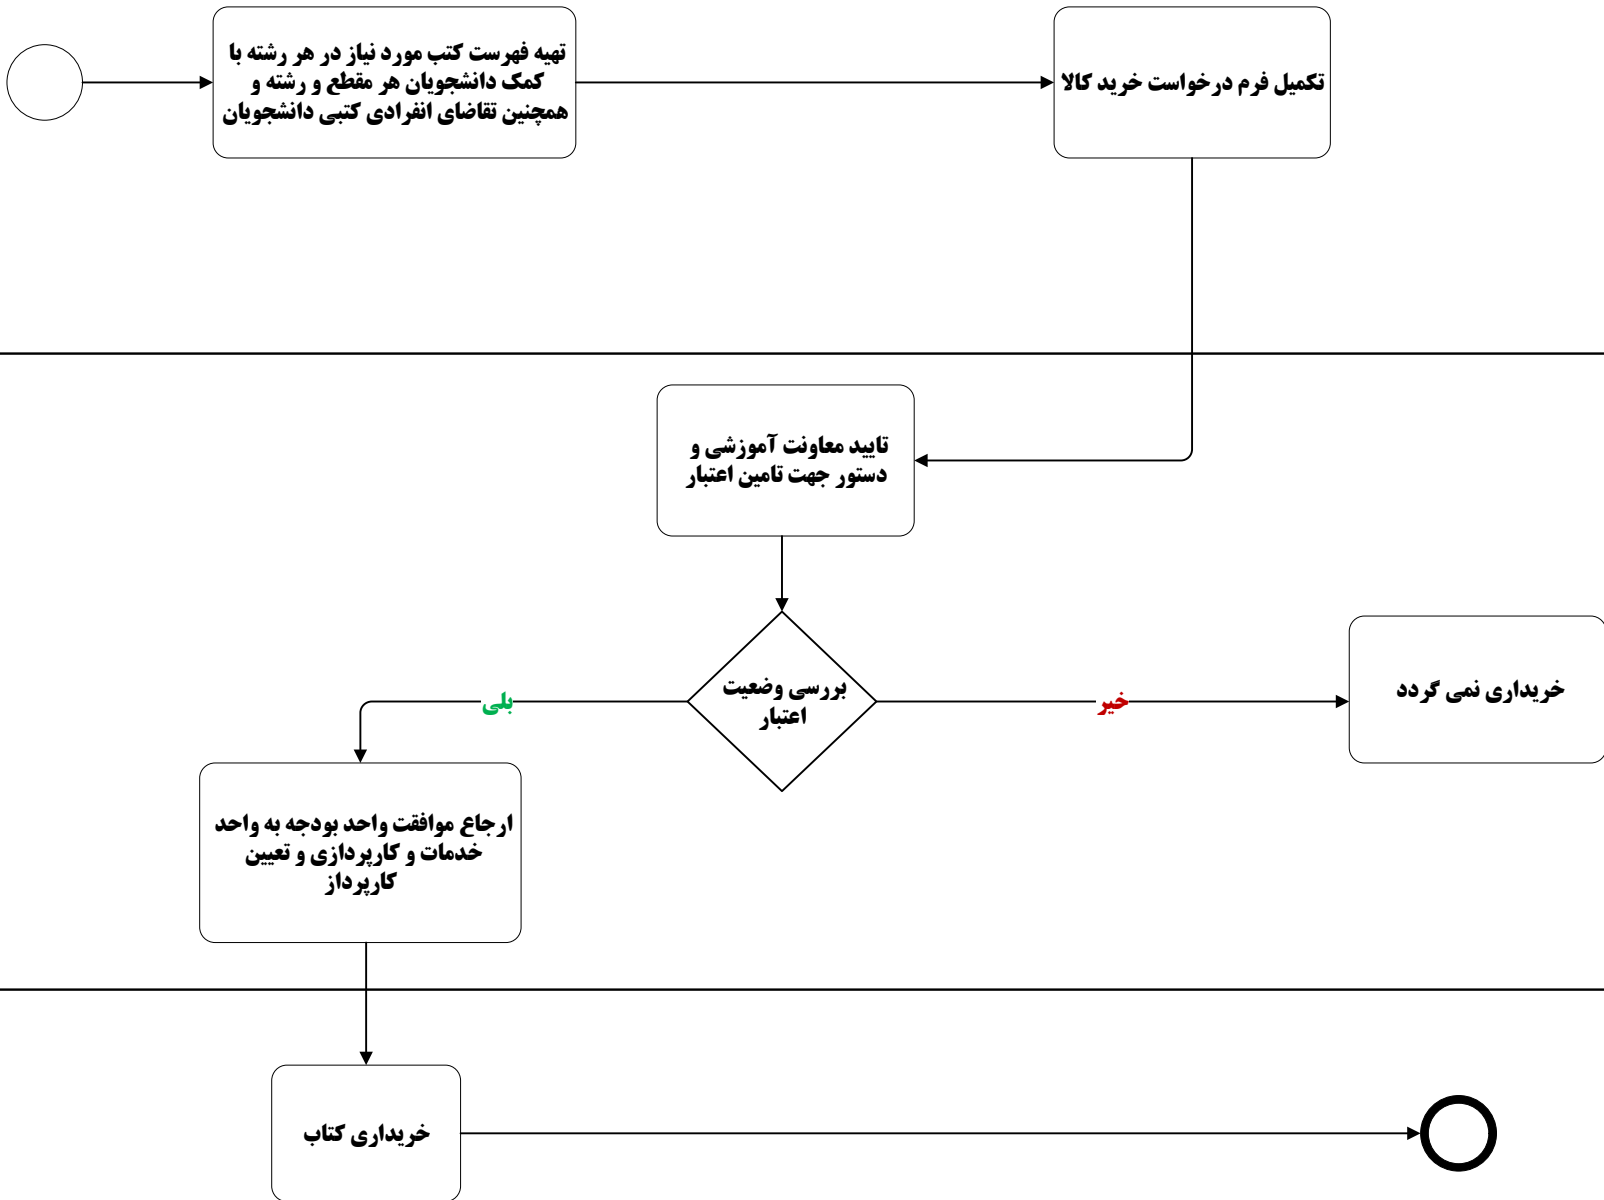 تهیه فهرست کتب مورد نیاز در هر رشته با
کمک دانشجویان هر مقطع و رشته و
همچنین تقاضای انفرادی کتبی دانشجویان
تکمیل فرم درخواست خرید کالا
تایید معاونت آموزشی و
دستور جهت تامین اعتبار
بررسی وضعیت
اعتبار
خیر
بلی
خریداری نمی گردد
ارجاع موافقت واحد بودجه به واحد
خدمات و کارپردازی و تعیین
کارپرداز
خریداری کتاب